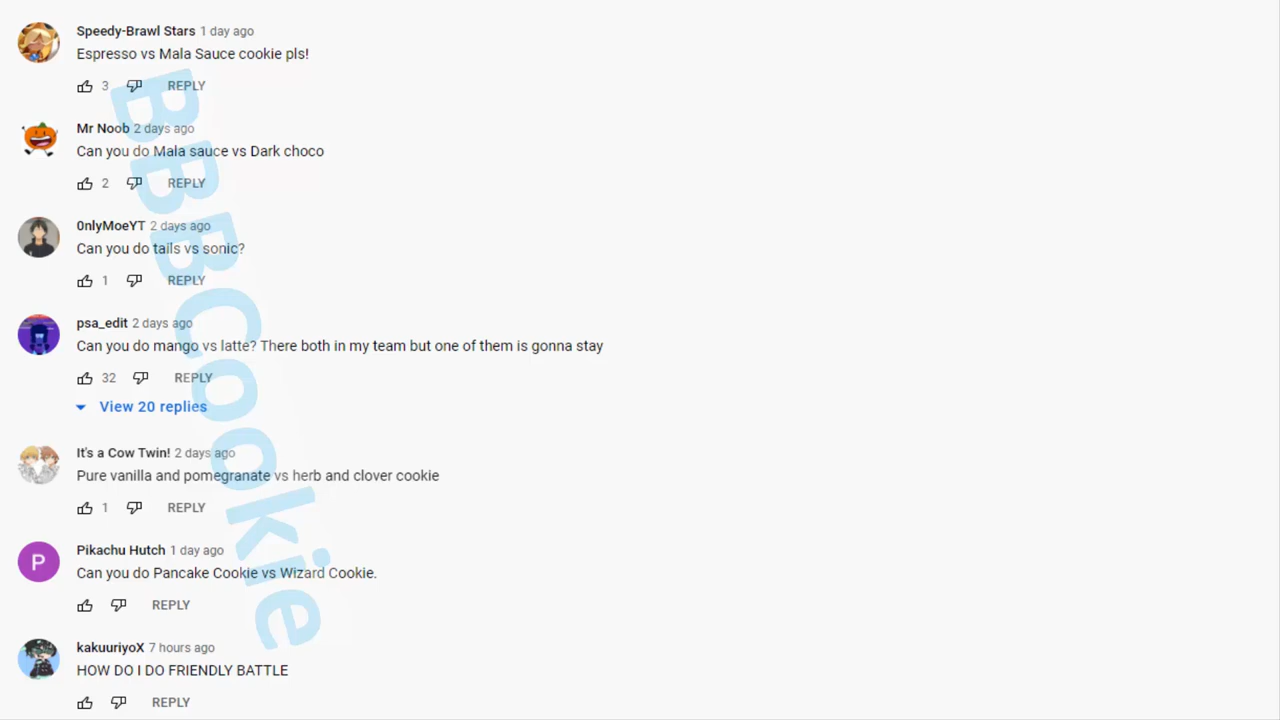 Speedy-Brawl Stars 1 day ago
Espresso vs Mala Sauce cookie pls!
3 REPLY
Mr Noob 2 days ago
Can you do Mala sauce vs Dark choco
2 REPLY
0nlyMoeYT 2 days ago
Can you do tails vs sonic?
1 REPLY
psa_edit 2 days ago
Can you do mango vs latte? There both in my team but one of them is gonna stay
32 REPLY
View 20 replies
It's a Cow Twin! 2 days ago
Pure vanilla and pomegranate vs herb and clover cookie
1 REPLY
P
Pikachu Hutch 1 day ago
Can you do Pancake Cookie vs Wizard Cookie.
REPLY
kakuuriyoX 7 hours ago
HOW DO I DO FRIENDLY BATTLE
REPLY
BBBCookie